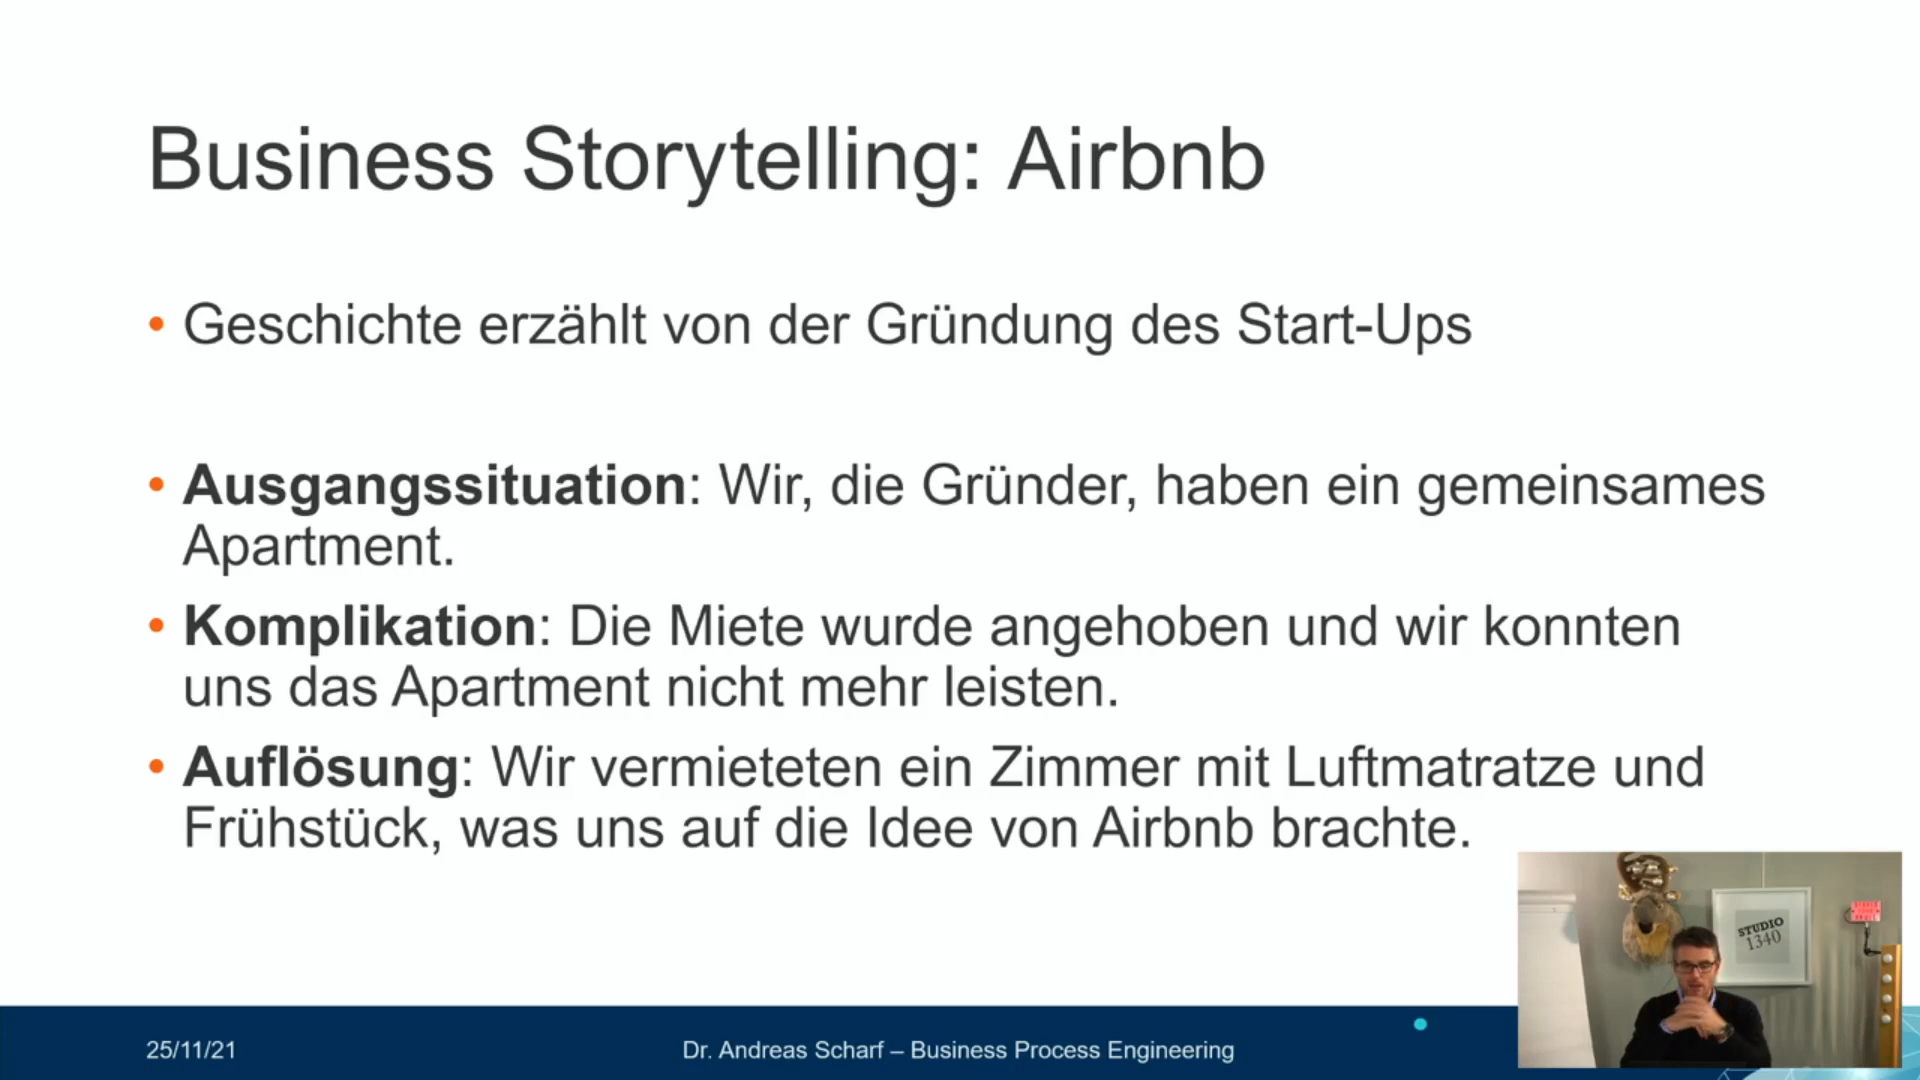 Business Storytelling: Airbnb
• Geschichte erzählt von der Gründung des Start-Ups
• Ausgangssituation: Wir, die Gründer, haben ein gemeinsames
Apartment.
• Komplikation: Die Miete wurde angehoben und wir konnten
uns das Apartment nicht mehr leisten.
• Auflösung: Wir vermieteten ein Zimmer mit Luftmatratze und
Frühstück, was uns auf die Idee von Airbnb brachte.
STUDIO
1340
25/11/21
Dr. Andreas Scharf – Business Process Engineering